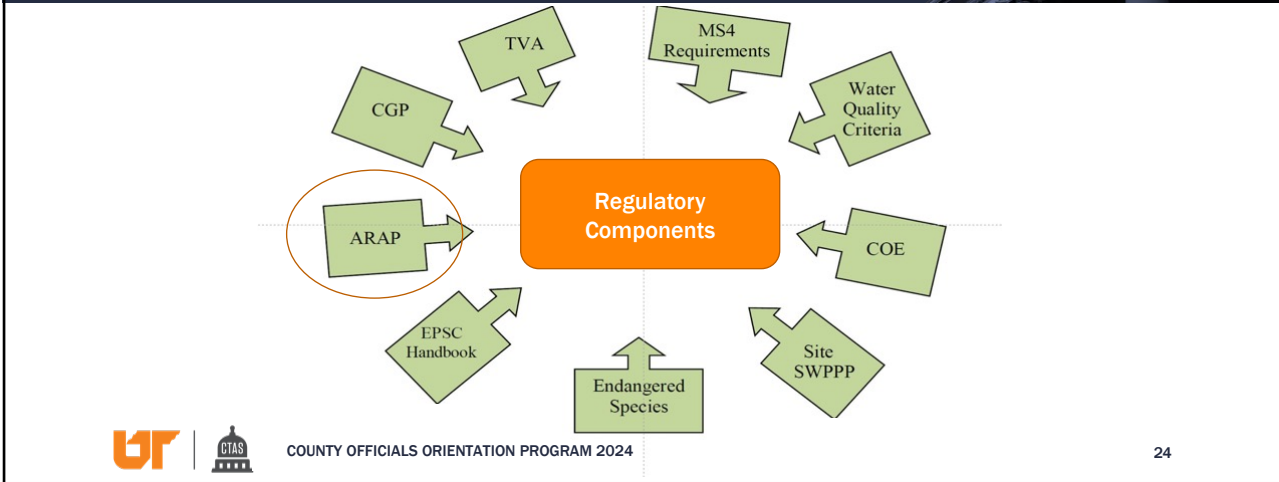 TVA
MS4
Requirements
CGP
Water
Quality
Criteria
Regulatory
Components
ARAP
COE
EPSC
Handbook
Site
SWPPP
Endangered
Species
UT
CTAS
COUNTY OFFICIALS ORIENTATION PROGRAM 2024
24